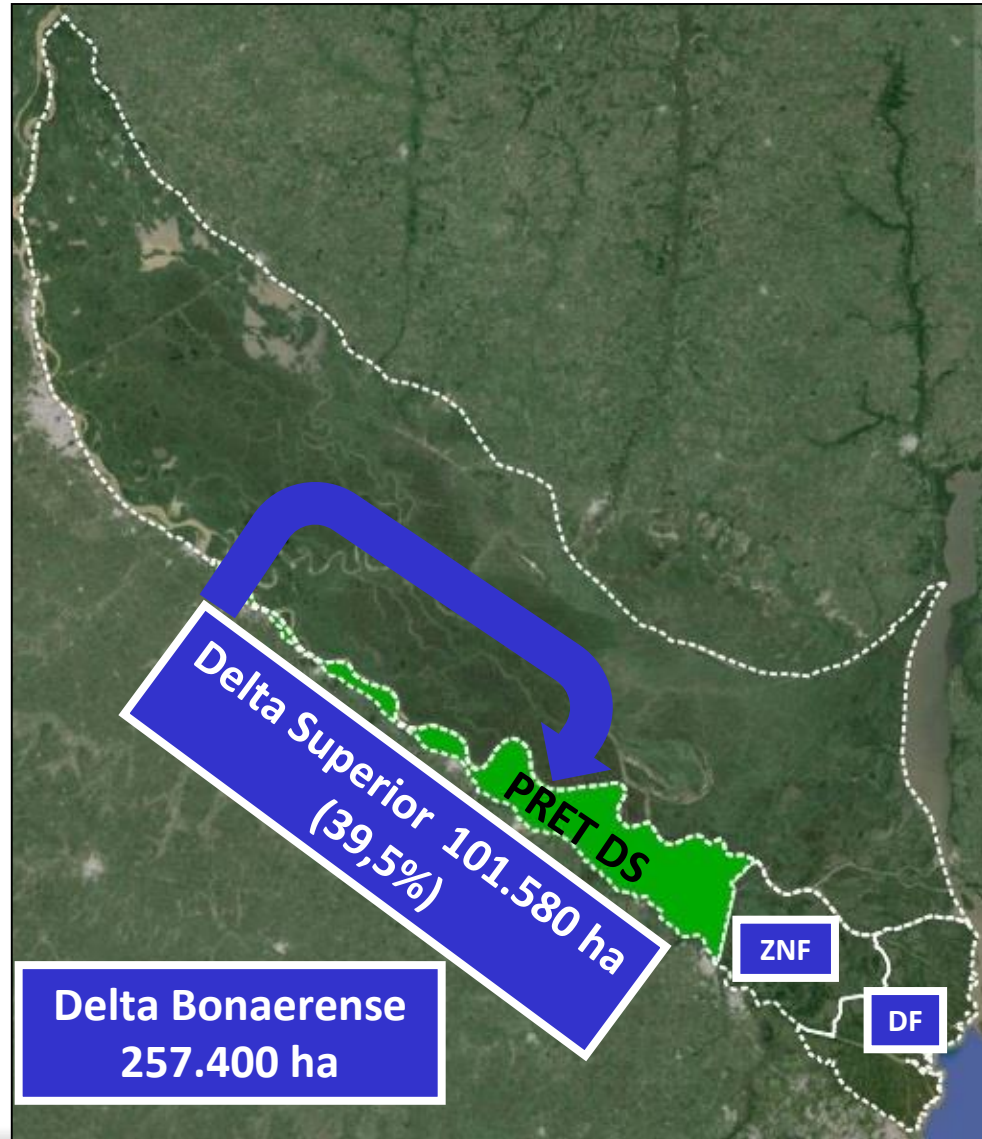 Delta Superior 101.580 ha
(39,5%)
PRET DS
ZNF
DF
Delta Bonaerense
257.400 ha